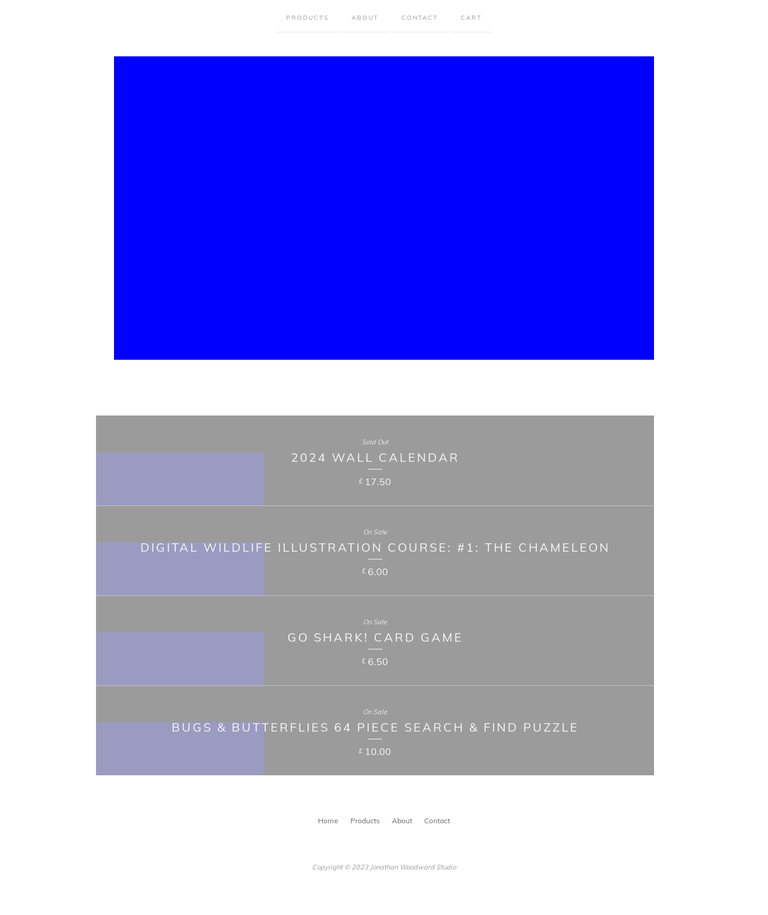 PRODUCTS ABOUT CONTACT CART
Sold Out
2024 WALL CALENDAR
£17.50
On Sale
DIGITAL WILDLIFE ILLUSTRATION COURSE: #1: THE CHAMELEON
£6.00
On Sale
GO SHARK! CARD GAME
£6.50
On Sale
BUGS & BUTTERFLIES 64 PIECE SEARCH & FIND PUZZLE
£10.00
Home Products About Contact
Copyright © 2023 Jonathan Woodward Studio